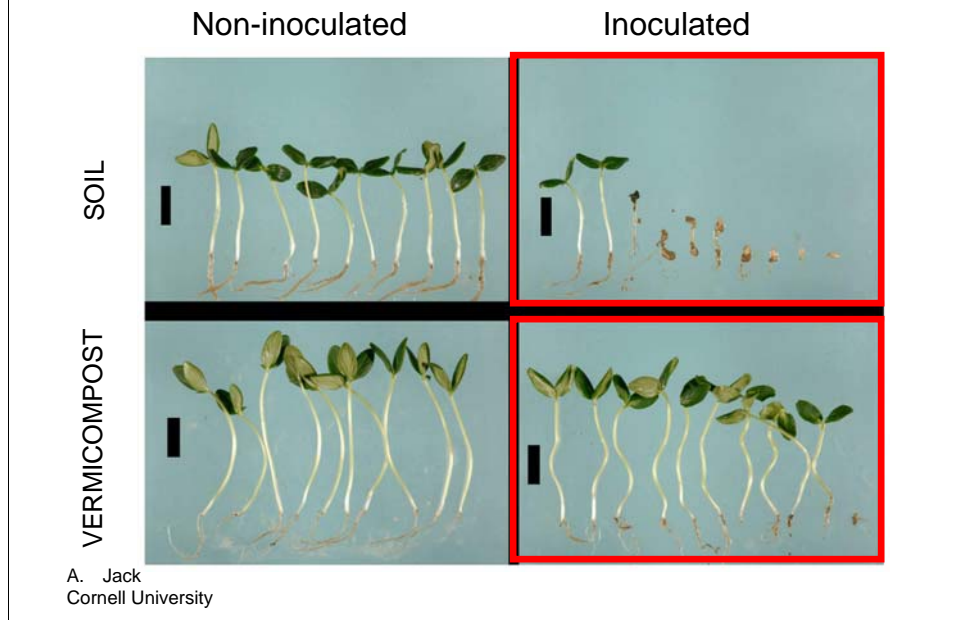 Non-inoculated Inoculated
SOIL
VERMICOMPOST
A. Jack
Cornell University